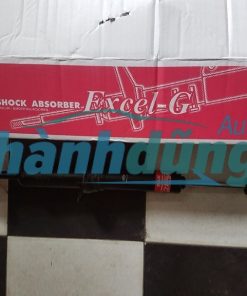 SHOCK ABSORBER Excel-G
Au
hànhdũng